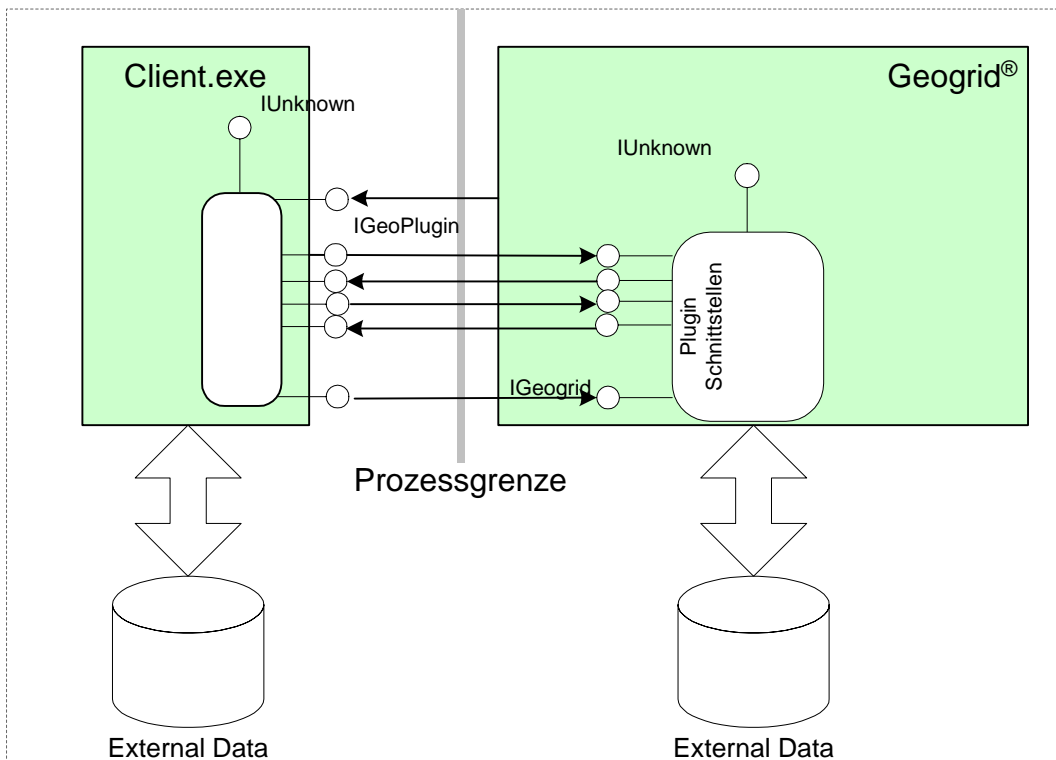 Client.exe
Geogrid®
IUnknown
IUnknown
IGeoPlugin
Plugin
Schnittstellen
IGeogrid
Prozessgrenze
External Data
External Data